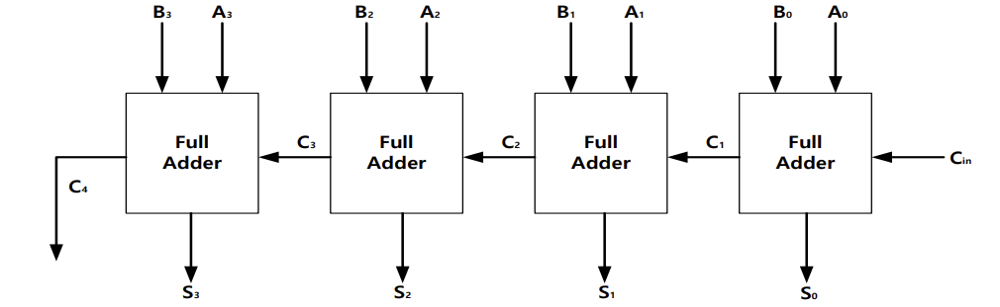 B₃ A₃ B₂ A₂ B₁ A₁ B₀ A₀
Full Adder
C₃
Full Adder
C₂
Full Adder
C₁
Full Adder
Cᵢₙ
C₄
S₃ S₂ S₁ S₀